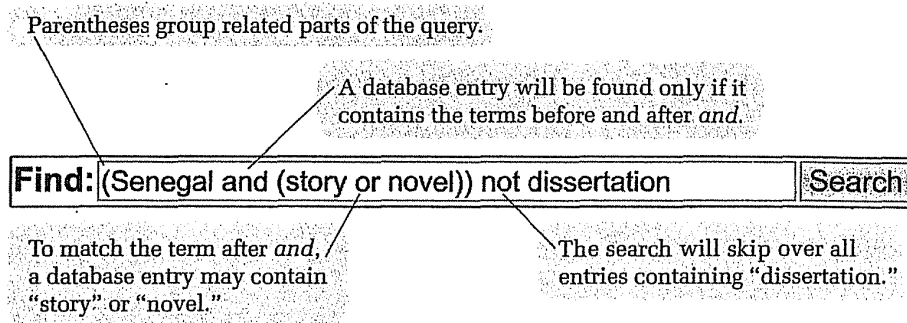 Parentheses group related parts of the query.
A database entry will be found only if it
contains the terms before and after and.
Find: (Senegal and (story or novel)) not dissertation Search
To match the term after and,
a database entry may contain
“story” or “novel.”
The search will skip over all
entries containing “dissertation.”